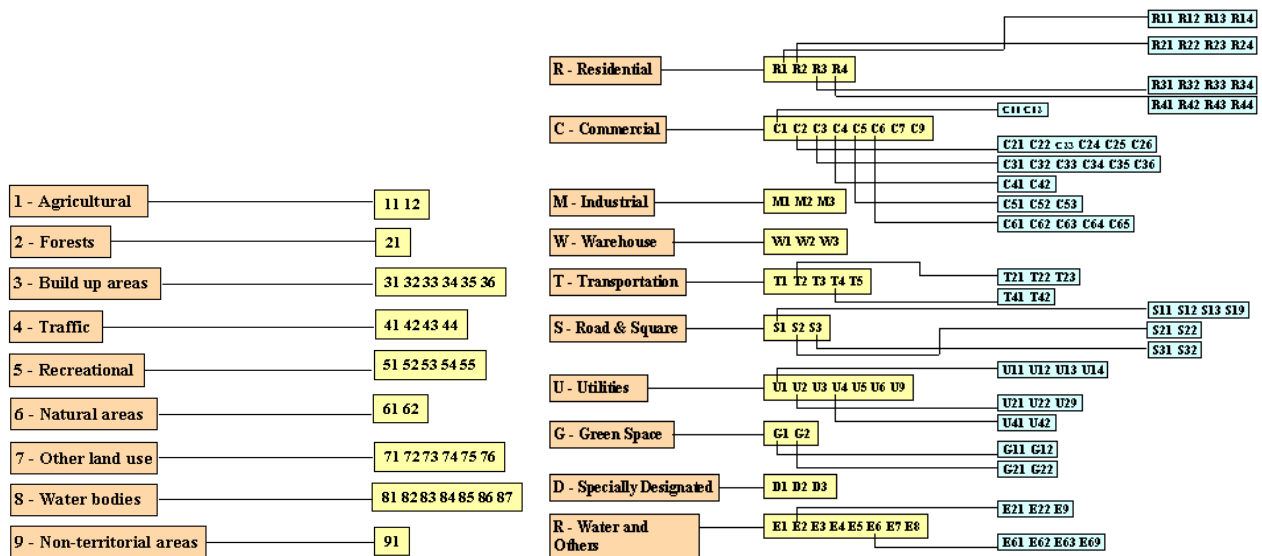 1 - Agricultural
11 12
2 - Forests
21
3 - Build up areas
31 32 33 34 35 36
4 - Traffic
41 42 43 44
5 - Recreational
51 52 53 54 55
6 - Natural areas
61 62
7 - Other land use
71 72 73 74 75 76
8 - Water bodies
81 82 83 84 85 86 87
9 - Non-territorial areas
91
R - Residential
R1 R2 R3 R4
R11 R12 R13 R14
R21 R22 R23 R24
R31 R32 R33 R34
R41 R42 R43 R44
C - Commercial
C1 C2 C3 C4 C5 C6 C7 C9
C11 C12
C21 C22 C23 C24 C25 C26
C31 C32 C33 C34 C35 C36
C41 C42
C51 C52 C53
C61 C62 C63 C64 C65
M - Industrial
M1 M2 M3
W - Warehouse
W1 W2 W3
T - Transportation
T1 T2 T3 T4 T5
T21 T22 T23
T41 T42
S - Road & Square
S1 S2 S3
S11 S12 S13 S19
S21 S22
S31 S32
U - Utilities
U1 U2 U3 U4 U5 U6 U9
U11 U12 U13 U14
U21 U22 U29
U41 U42
G - Green Space
G1 G2
G11 G12
G21 G22
D - Specially Designated
D1 D2 D3
R - Water and
Others
E1 E2 E3 E4 E5 E6 E7 E8
E21 E22 E9
E61 E62 E63 E69